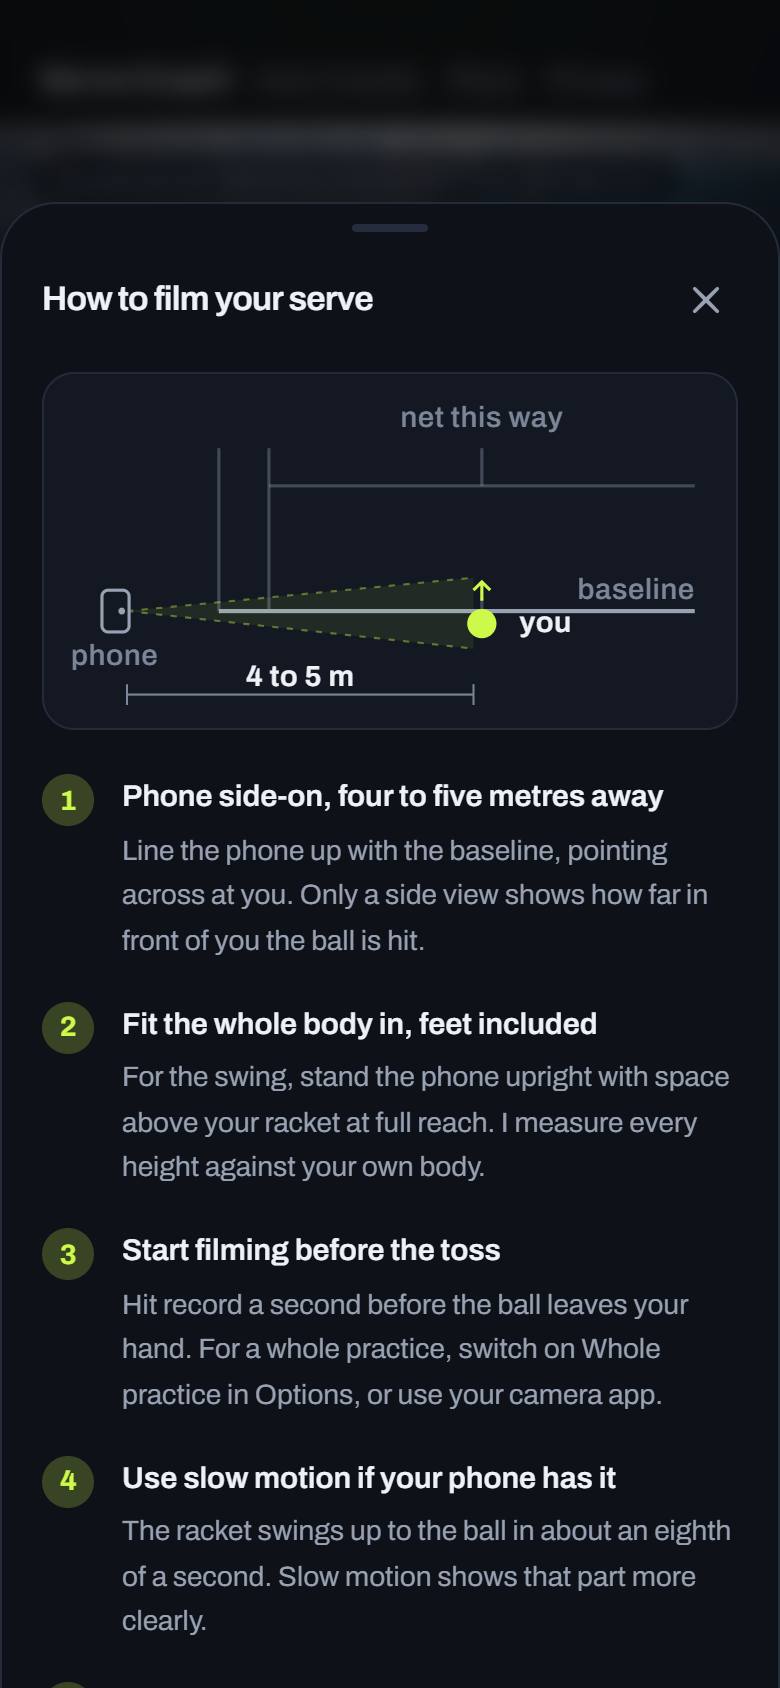 How to film your serve
net this way
baseline
you
phone
4 to 5 m
1
Phone side-on, four to five metres away
Line the phone up with the baseline, pointing
across at you. Only a side view shows how far in
front of you the ball is hit.
2
Fit the whole body in, feet included
For the swing, stand the phone upright with space
above your racket at full reach. I measure every
height against your own body.
3
Start filming before the toss
Hit record a second before the ball leaves your
hand. For a whole practice, switch on Whole
practice in Options, or use your camera app.
4
Use slow motion if your phone has it
The racket swings up to the ball in about an eighth
of a second. Slow motion shows that part more
clearly.